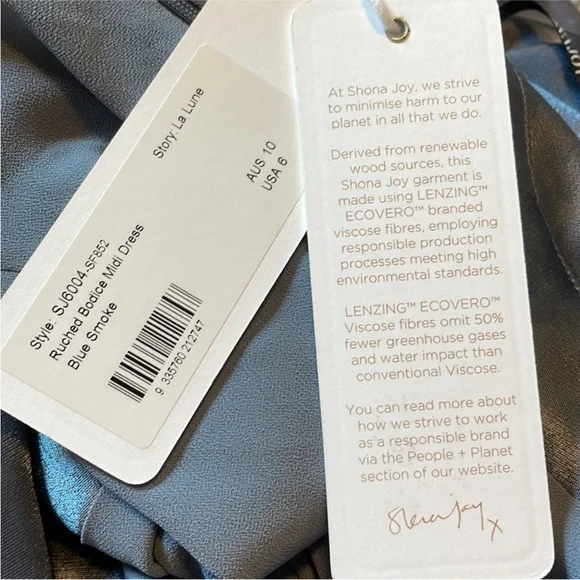 Story: La Lune
AUS 10
USA 6
Style: SJ6004-SF852
Ruched Bodice Midi Dress
Blue Smoke
9 335760 212747
At Shona Joy, we strive
to minimise harm to our
planet in all that we do.
Derived from renewable
wood sources, this
Shona Joy garment is
made using LENZING™
ECOVERO™ branded
viscose fibres, employing
responsible production
processes meeting high
environmental standards.
LENZING™ ECOVERO™
Viscose fibres omit 50%
fewer greenhouse gases
and water impact than
conventional Viscose.
You can read more about
how we strive to work
as a responsible brand
via the People + Planet
section of our website.
Shona Joy x